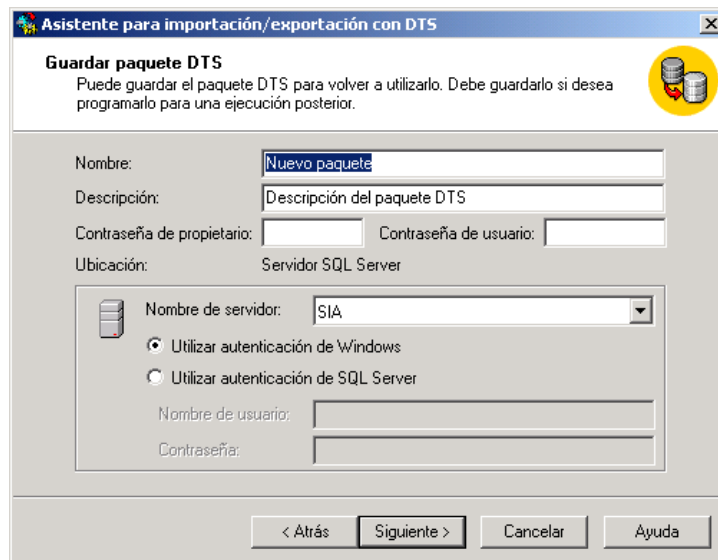 Asistente para importación/exportación con DTS
Guardar paquete DTS
Puede guardar el paquete DTS para volver a utilizarlo. Debe guardarlo si desea
programarlo para una ejecución posterior.
Nombre: Nuevo paquete
Descripción: Descripción del paquete DTS
Contraseña de propietario: Contraseña de usuario:
Ubicación: Servidor SQL Server
Nombre de servidor: SIA
Utilizar autenticación de Windows
Utilizar autenticación de SQL Server
Nombre de usuario:
Contraseña:
< Atrás Siguiente > Cancelar Ayuda